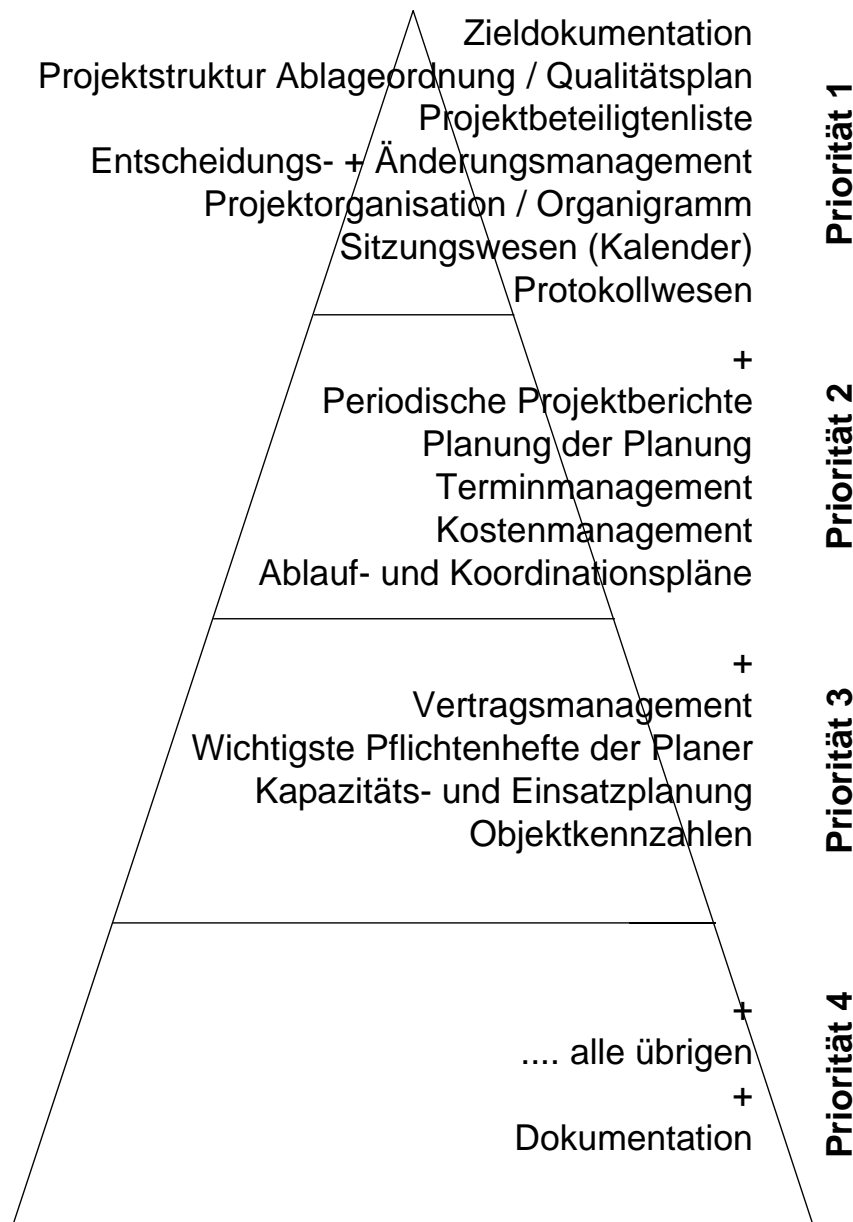 Zieldokumentation
Projektstruktur Ablageordnung / Qualitätsplan
Projektbeteiligtenliste
Entscheidungs- + Änderungsmanagement
Projektorganisation / Organigramm
Sitzungswesen (Kalender)
Protokollwesen
Priorität 1
+
Periodische Projektberichte
Planung der Planung
Terminmanagement
Kostenmanagement
Ablauf- und Koordinationspläne
Priorität 2
+
Vertragsmanagement
Wichtigste Pflichtenhefte der Planer
Kapazitäts- und Einsatzplanung
Objektkennzahlen
Priorität 3
+
.... alle übrigen
+
Dokumentation
Priorität 4